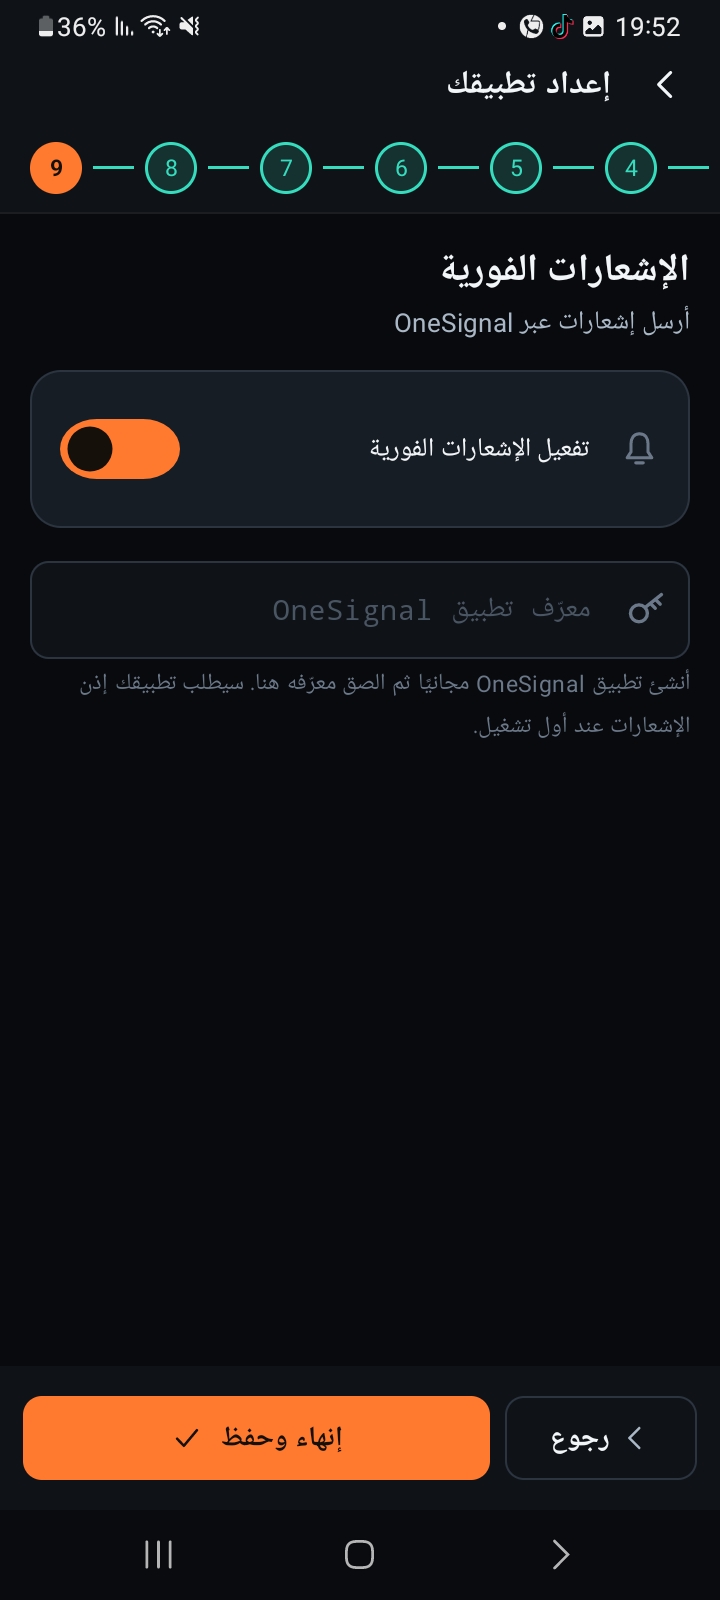 36% 19:52
إعداد تطبيقك
4 5 6 7 8 9
الإشعارات الفورية
أرسل إشعارات عبر OneSignal
تفعيل الإشعارات الفورية
معرّف تطبيق OneSignal
أنشئ تطبيق OneSignal مجانيًا ثم الصق معرّفه هنا. سيطلب تطبيقك إذن
الإشعارات عند أول تشغيل.
رجوع
إنهاء وحفظ